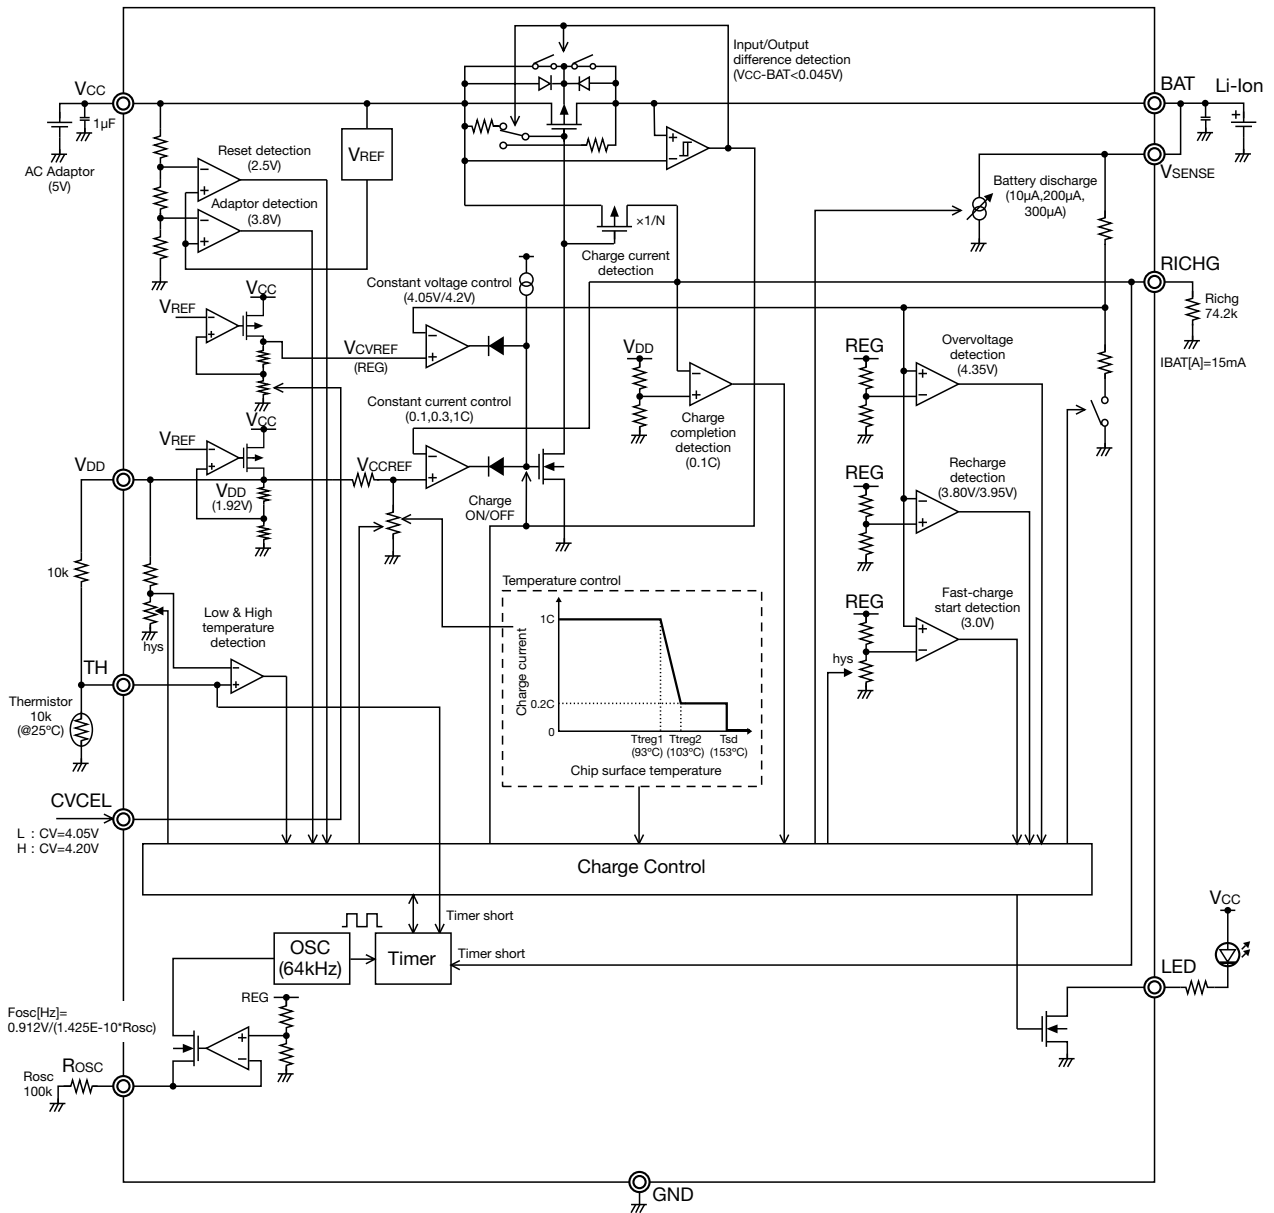 Input/Output
difference detection
(VCC-BAT<0.045V)
VCC
1µF
AC Adaptor
(5V)
BAT
Li-Ion
VSENSE
Reset detection
(2.5V)
Adaptor detection
(3.8V)
VREF
×1/N
Charge current
detection
Battery discharge
(10µA,200µA,
300µA)
RICHG
Richg
74.2k
IBAT[A]=15mA
VREF
VCC
VCVREF
(REG)
Constant voltage control
(4.05V/4.2V)
Constant current control
(0.1,0.3,1C)
VDD
Charge
completion
detection
(0.1C)
REG
Overvoltage
detection
(4.35V)
VREF
VCC
VDD
VDD
(1.92V)
VCCREF
Charge
ON/OFF
REG
Recharge
detection
(3.80V/3.95V)
10k
hys
Low & High
temperature
detection
TH
Thermistor
10k
(@25ºC)
Temperature control
Charge current
1C
0.2C
0
Ttreg1
(93ºC)
Ttreg2
(103ºC)
Tsd
(153ºC)
Chip surface temperature
REG
Fast-charge
start detection
(3.0V)
hys
CVCEL
L : CV=4.05V
H : CV=4.20V
Charge Control
Timer short
OSC
(64kHz)
Timer
Timer short
VCC
LED
REG
Fosc[Hz]=
0.912V/(1.425E-10*Rosc)
ROSC
Rosc
100k
GND